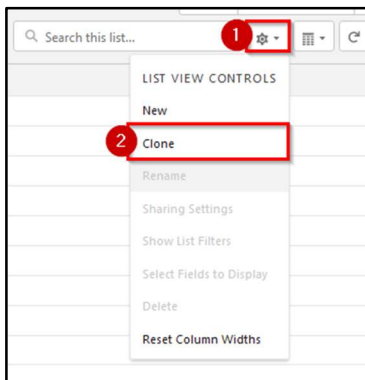 Search this list...
1
LIST VIEW CONTROLS
New
2
Clone
Rename
Sharing Settings
Show List Filters
Select Fields to Display
Delete
Reset Column Widths